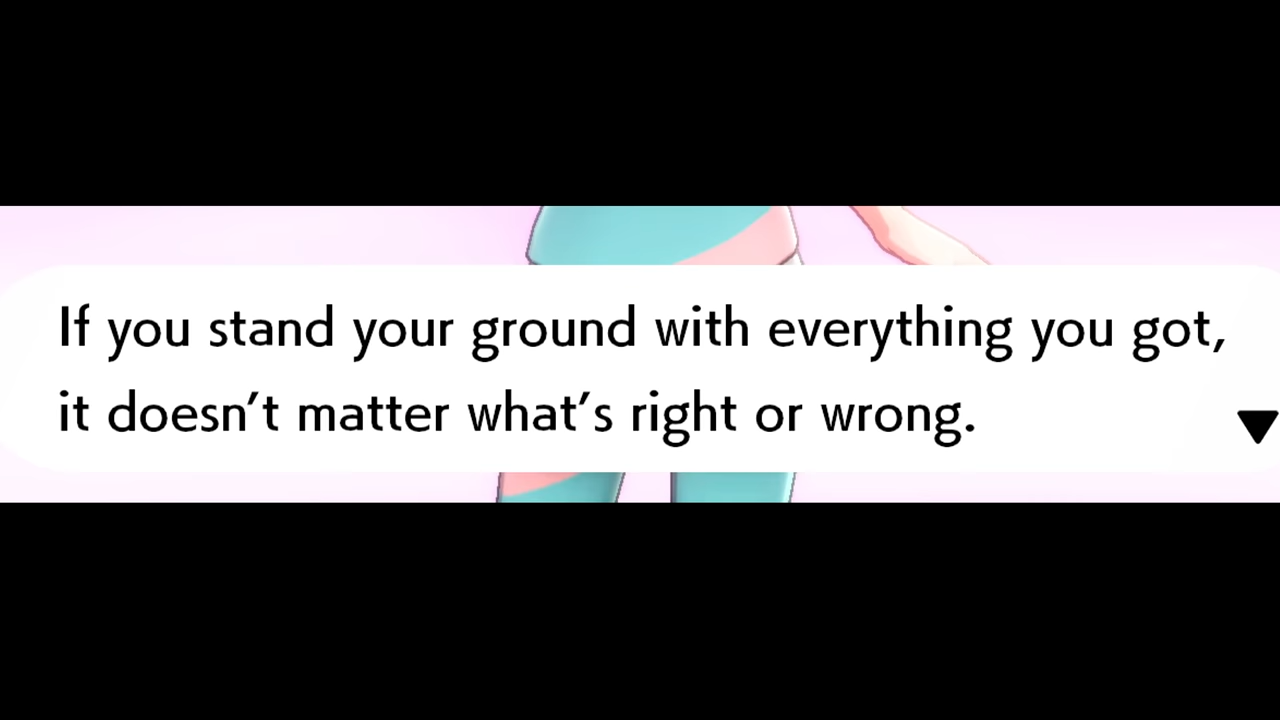 If you stand your ground with everything you got,
it doesn’t matter what’s right or wrong.